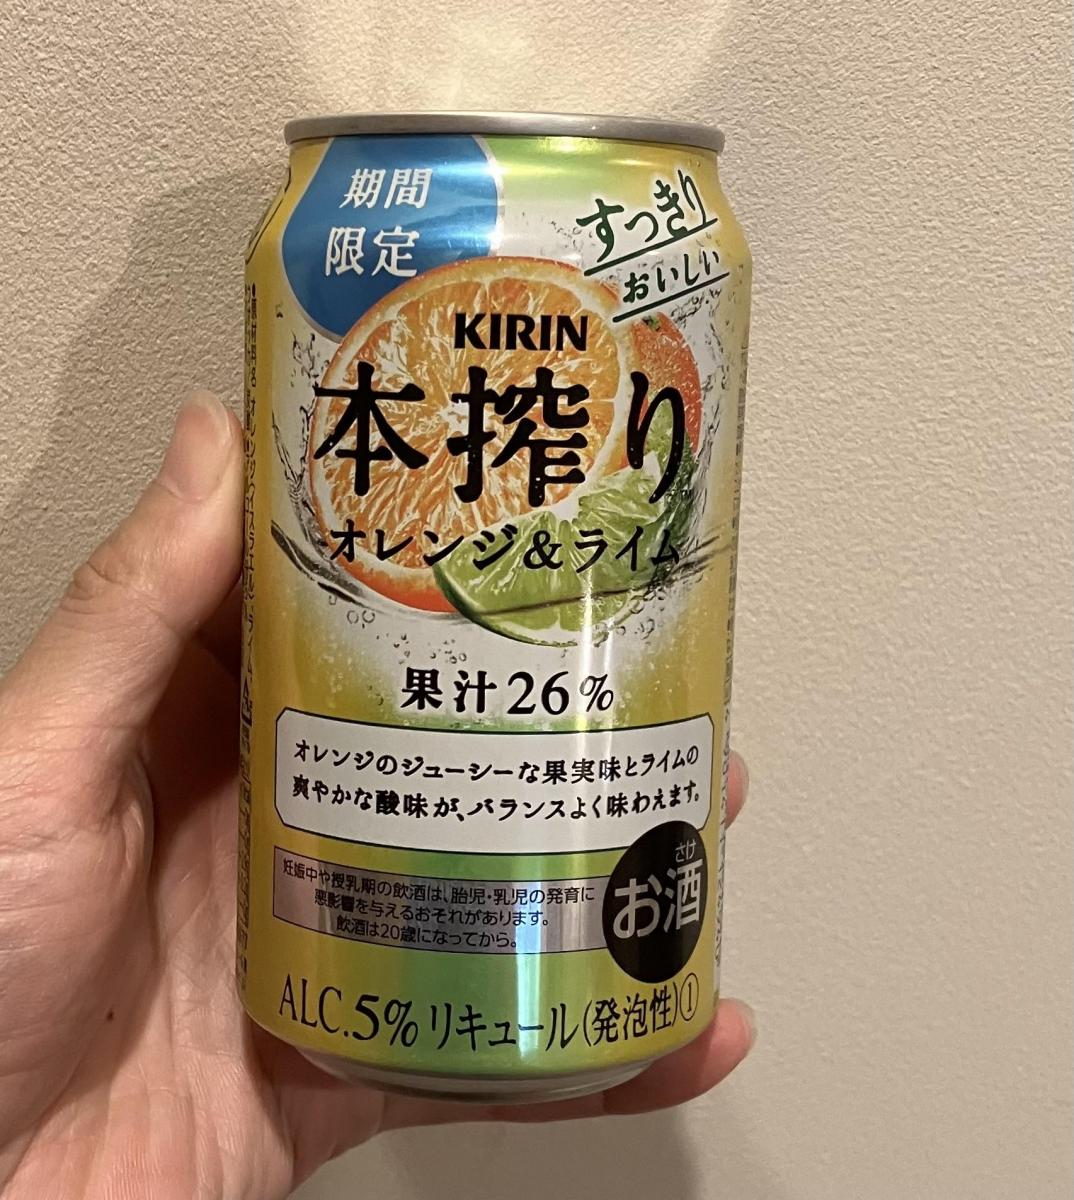 期間
限定
すっきり
おいしい
KIRIN
本搾り
オレンジ&ライム
果汁26%
オレンジのジューシーな果実味とライムの
爽やかな酸味が、バランスよく味わえます。
妊娠中や授乳期の飲酒は、胎児・乳児の発育に
悪影響を与えるおそれがあります。
飲酒は20歳になってから。
さけ
お酒
ALC.5% リキュール(発泡性)①